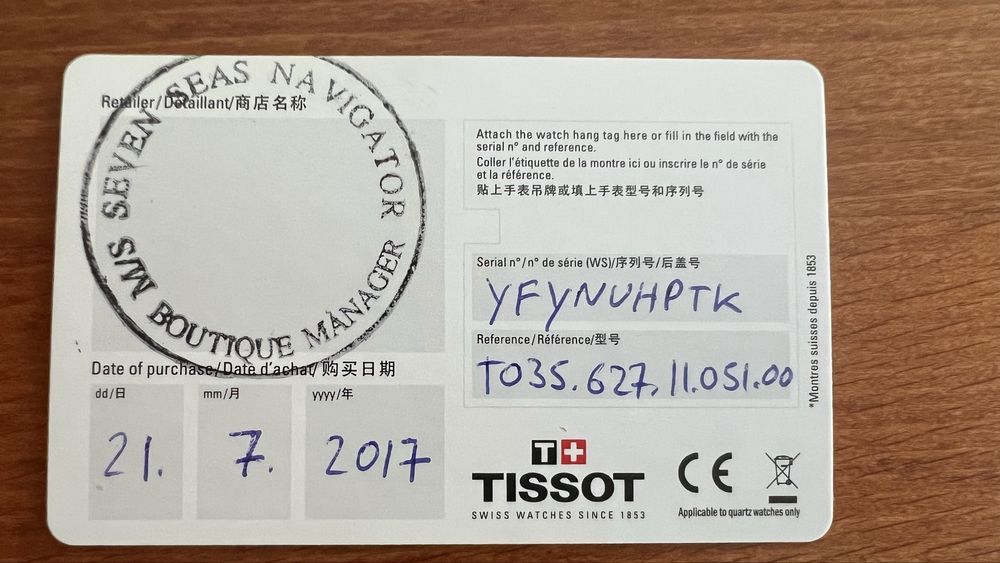 M/S SEVEN SEAS NAVIGATOR
BOUTIQUE MANAGER
Retailer/Détaillant/商店名称
Date of purchase/Date d'achat/购买日期
dd/日 mm/月 yyyy/年
21. 7. 2017
Attach the watch hang tag here or fill in the field with the
serial n° and reference.
Coller l'étiquette de la montre ici ou inscrire le n° de série
et la référence.
贴上手表吊牌或填上手表型号和序列号
Serial n°/n° de série (WS)/序列号/后盖号
YFYNUHPTK
Reference/Référence/型号
T035.627.11.051.00
*Montres suisses depuis 1853
T+
TISSOT
SWISS WATCHES SINCE 1853
CE
Applicable to quartz watches only